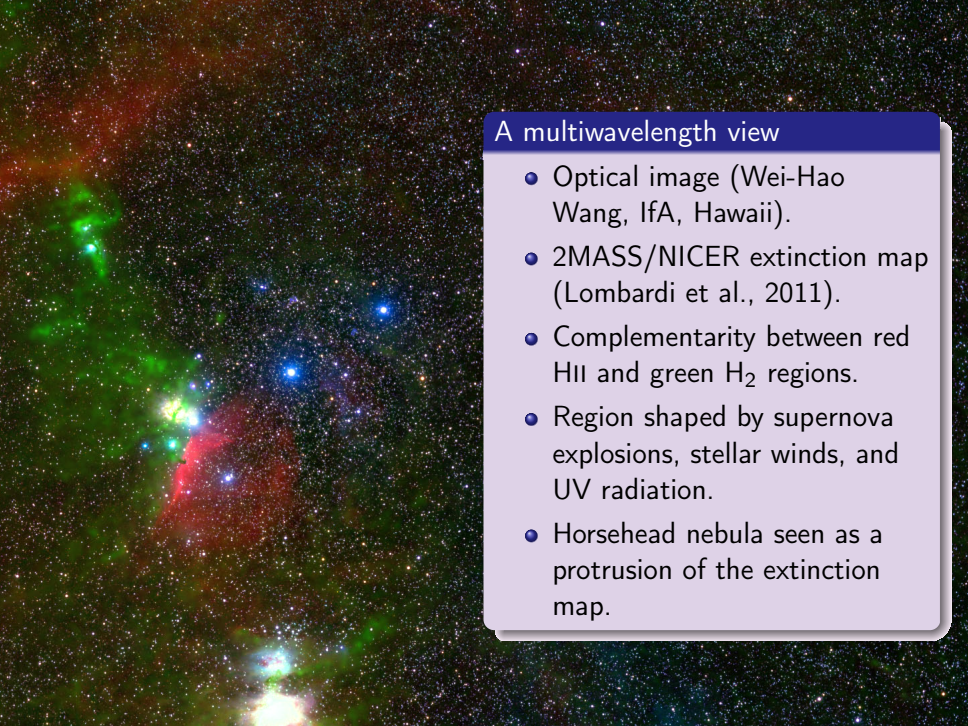 A multiwavelength view
Optical image (Wei-Hao
Wang, IfA, Hawaii).
2MASS/NICER extinction map
(Lombardi et al., 2011).
Complementarity between red
HII and green H₂ regions.
Region shaped by supernova
explosions, stellar winds, and
UV radiation.
Horsehead nebula seen as a
protrusion of the extinction
map.